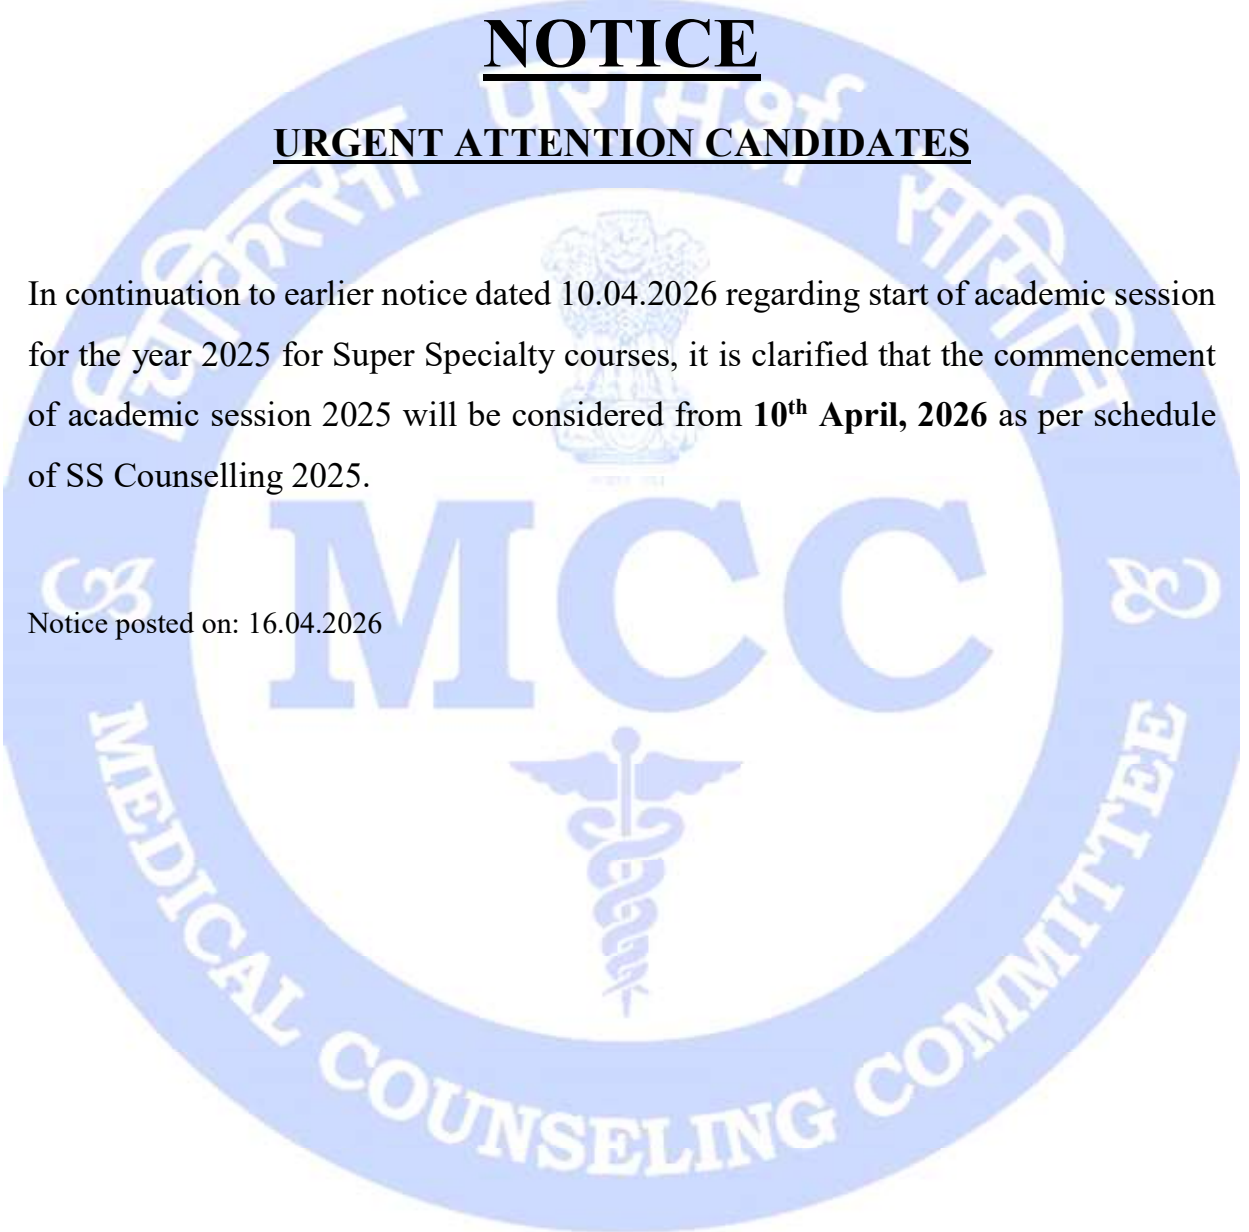 NOTICE
URGENT ATTENTION CANDIDATES
In continuation to earlier notice dated 10.04.2026 regarding start of academic session
for the year 2025 for Super Specialty courses, it is clarified that the commencement
of academic session 2025 will be considered from 10th April, 2026 as per schedule
of SS Counselling 2025.
Notice posted on: 16.04.2026
चिकित्सा परामर्श समिति
MCC
MEDICAL COUNSELING COMMITTEE